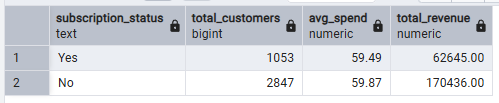 subscription_status total_customers avg_spend total_revenue
text bigint numeric numeric
1 Yes 1053 59.49 62645.00
2 No 2847 59.87 170436.00